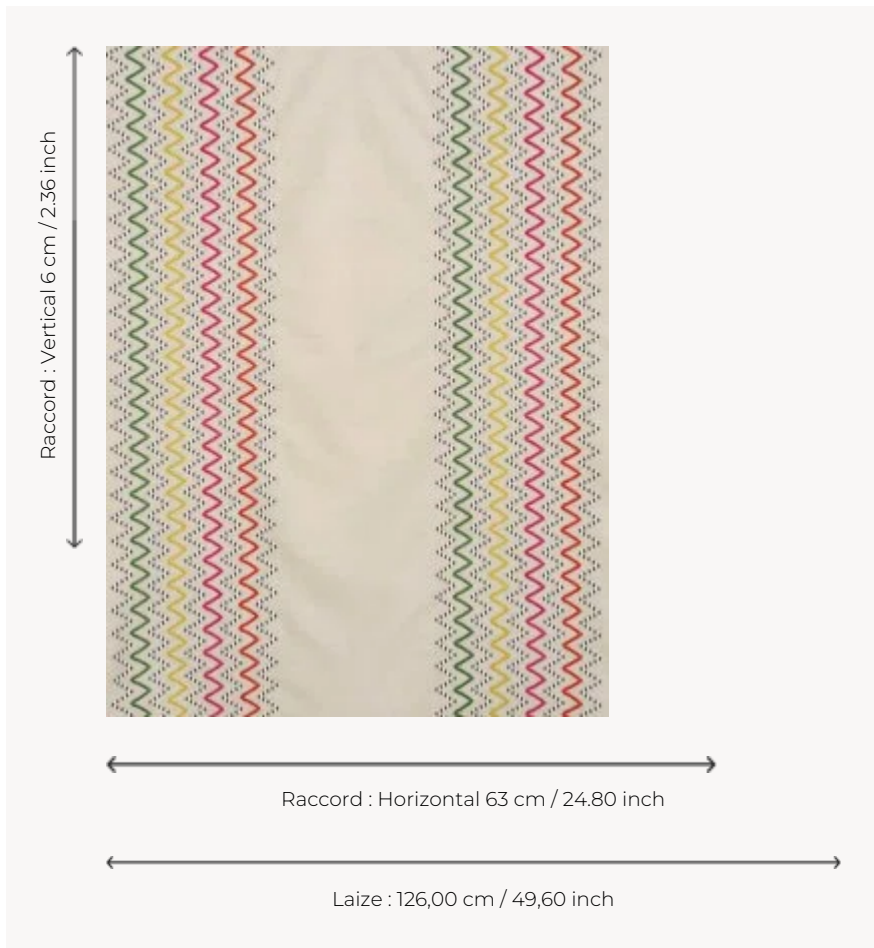 Raccord : Vertical 6 cm / 2.36 inch
Raccord : Horizontal 63 cm / 24.80 inch
Laize : 126,00 cm / 49,60 inch